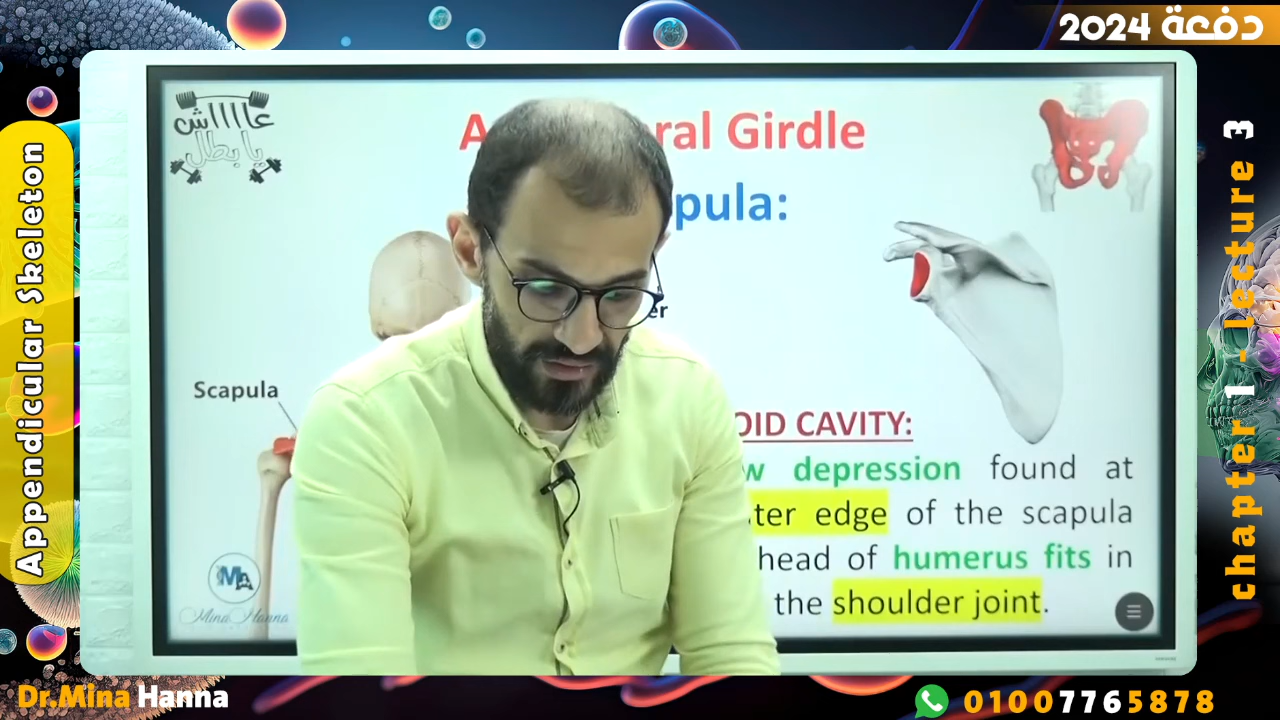 دفعة 2024
عااااش
يا بطل
A ral Girdle
pula:
er
Scapula
OID CAVITY:
w depression found at
ter edge of the scapula
head of humerus fits in
the shoulder joint.
MA
Mina Hanna
Appendicular Skeleton
chapter 1 - lecture 3
Dr.Mina Hanna
01007765878